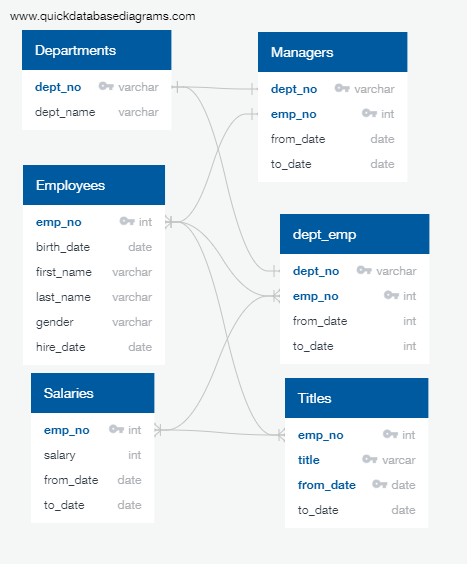 www.quickdatabasediagrams.com
Departments
dept_no varchar
dept_name varchar
Managers
dept_no varchar
emp_no int
from_date date
to_date date
Employees
emp_no int
birth_date date
first_name varchar
last_name varchar
gender varchar
hire_date date
dept_emp
dept_no varchar
emp_no int
from_date int
to_date int
Salaries
emp_no int
salary int
from_date date
to_date date
Titles
emp_no int
title varcar
from_date date
to_date date